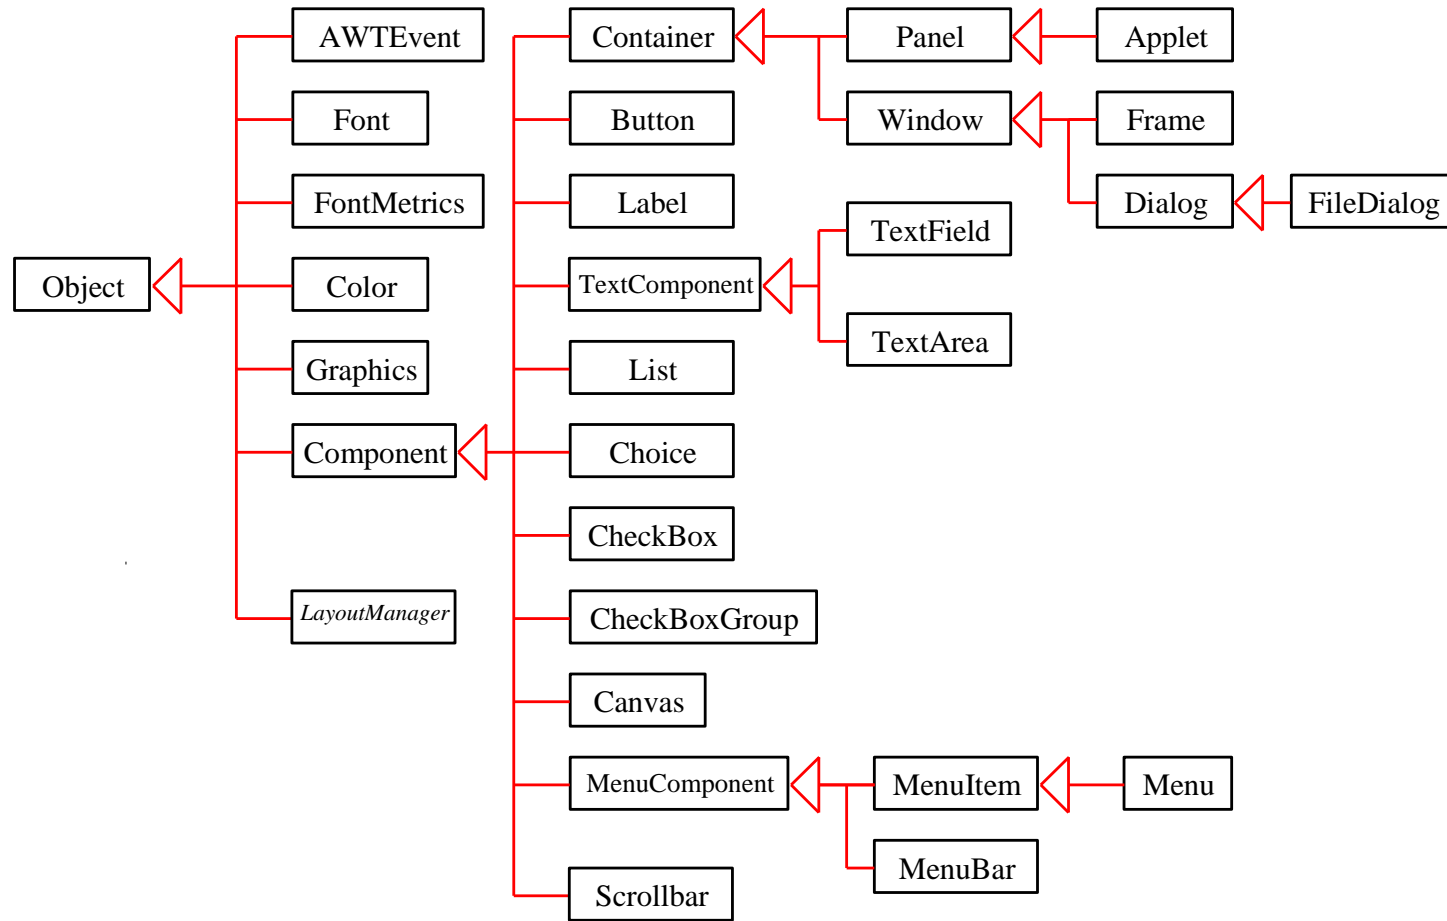 AWTEvent
Container
Panel
Applet
Font
Button
Window
Frame
FontMetrics
Label
TextField
Dialog
FileDialog
Object
Color
TextComponent
Graphics
List
TextArea
Component
Choice
CheckBox
LayoutManager
CheckBoxGroup
Canvas
MenuComponent
MenuItem
Menu
MenuBar
Scrollbar